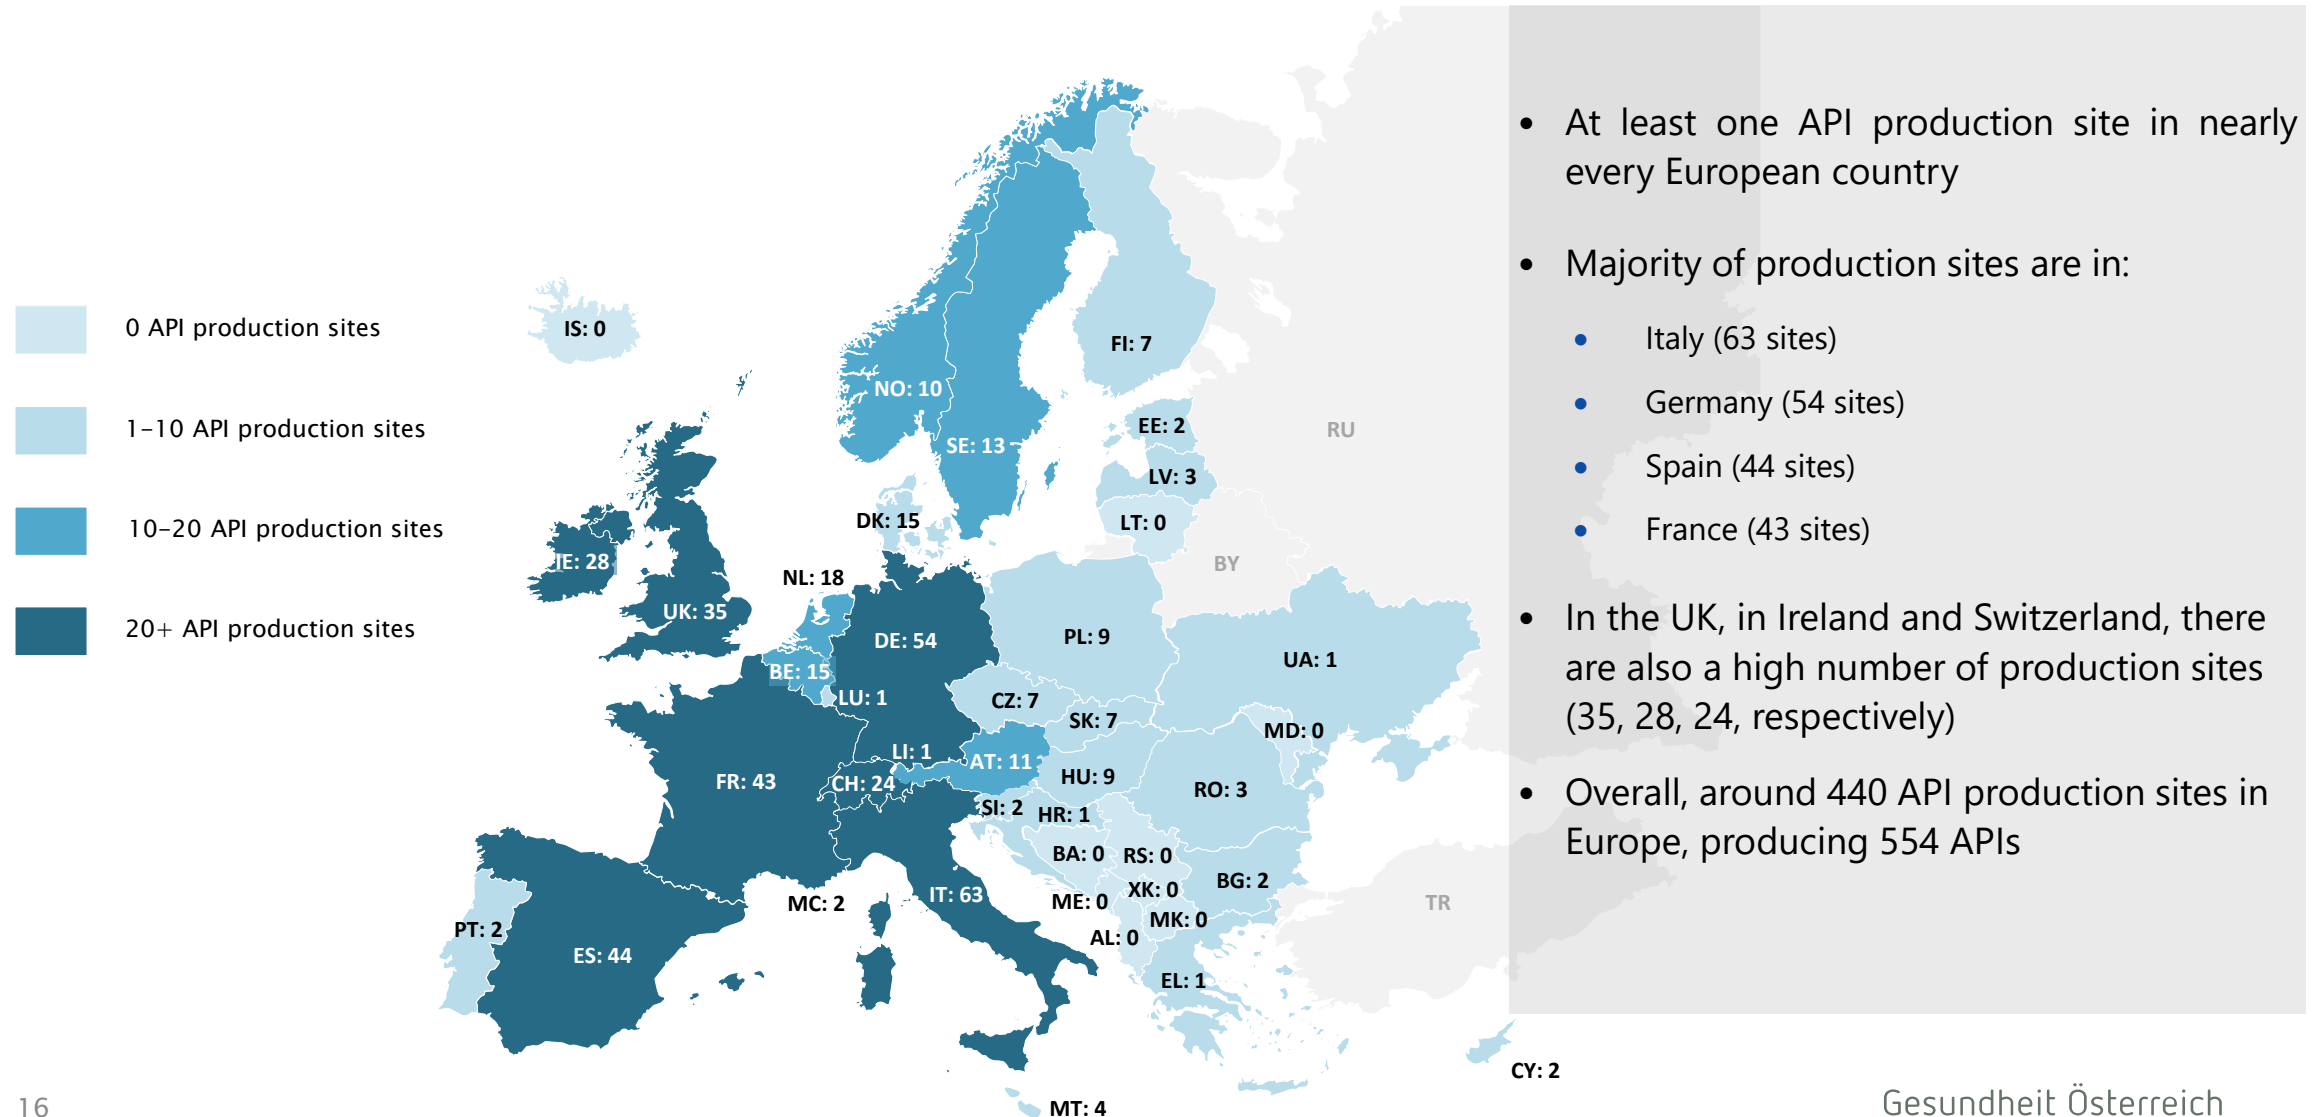 0 API production sites
1-10 API production sites
10-20 API production sites
20+ API production sites
IS: 0
NO: 10
SE: 13
FI: 7
EE: 2
LV: 3
LT: 0
RU
BY
DK: 15
IE: 28
UK: 35
NL: 18
BE: 15
LU: 1
DE: 54
PL: 9
CZ: 7
SK: 7
UA: 1
MD: 0
LI: 1
AT: 11
HU: 9
RO: 3
FR: 43
CH: 24
SI: 2
HR: 1
BA: 0
RS: 0
XK: 0
BG: 2
ME: 0
MK: 0
AL: 0
EL: 1
MC: 2
IT: 63
PT: 2
ES: 44
TR
CY: 2
MT: 4
• At least one API production site in nearly
every European country
• Majority of production sites are in:
• Italy (63 sites)
• Germany (54 sites)
• Spain (44 sites)
• France (43 sites)
• In the UK, in Ireland and Switzerland, there
are also a high number of production sites
(35, 28, 24, respectively)
• Overall, around 440 API production sites in
Europe, producing 554 APIs
16
Gesundheit Österreich